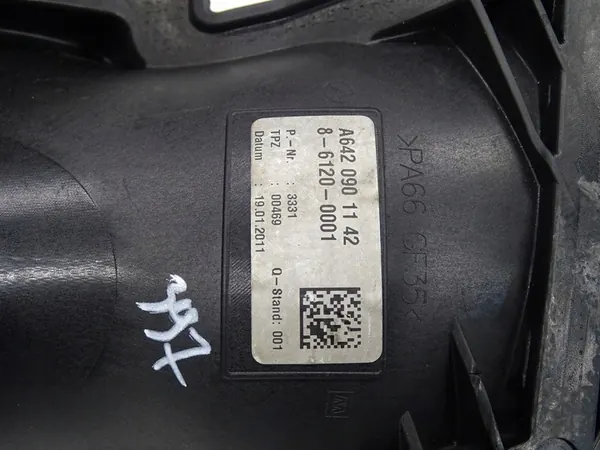 A642 090 11 42
8-6120-0001
P.-Nr. : 3331
TPZ : 00469
Datum : 19.01.2011
Q-Stand: 001
>PA66 GF35<